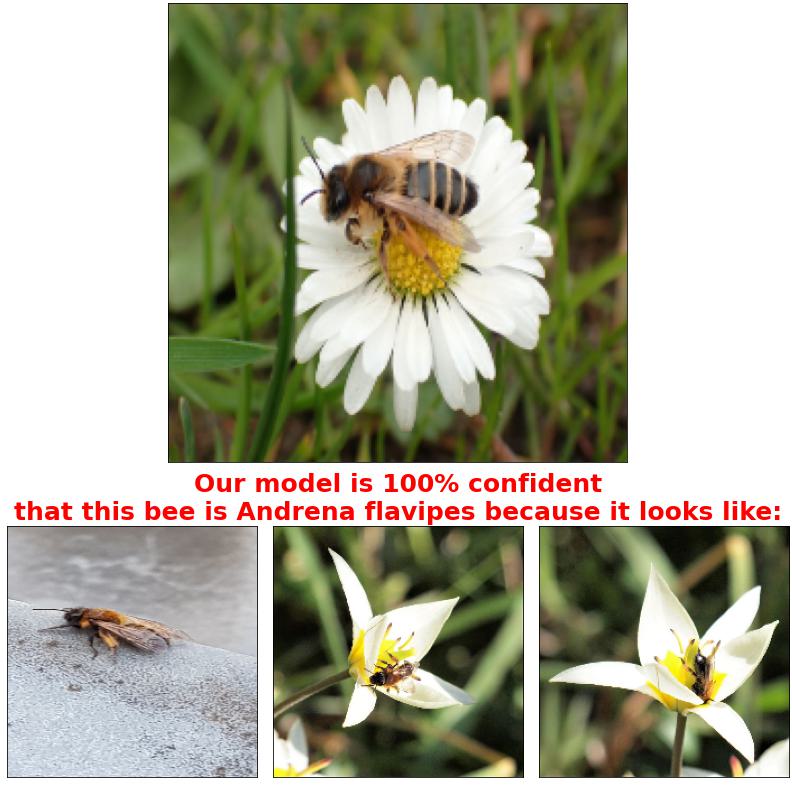 Our model is 100% confident
that this bee is Andrena flavipes because it looks like: